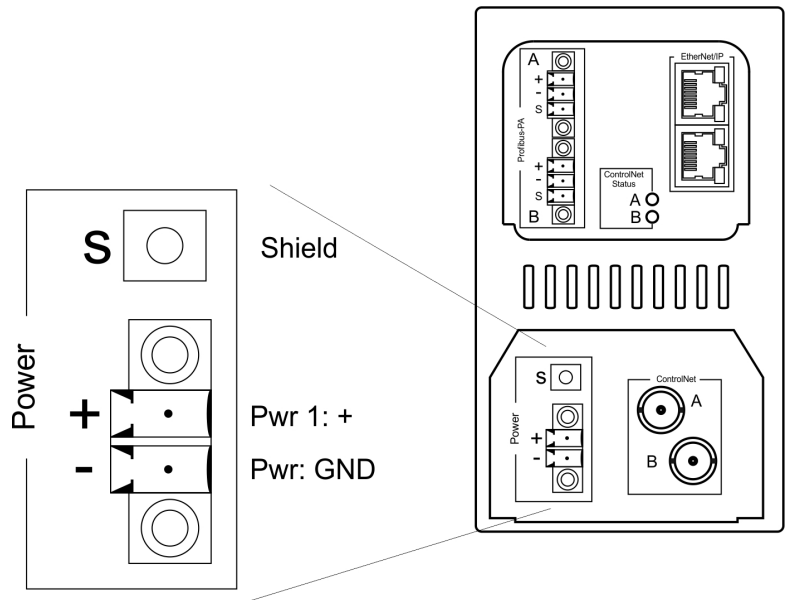 S
Shield
Power
+
Pwr 1: +
-
Pwr: GND
A
+
-
S
Profibus-PA
+
-
S
B
EtherNet/IP
ControlNet
Status
A
B
S
Power
+
-
ControlNet
A
B